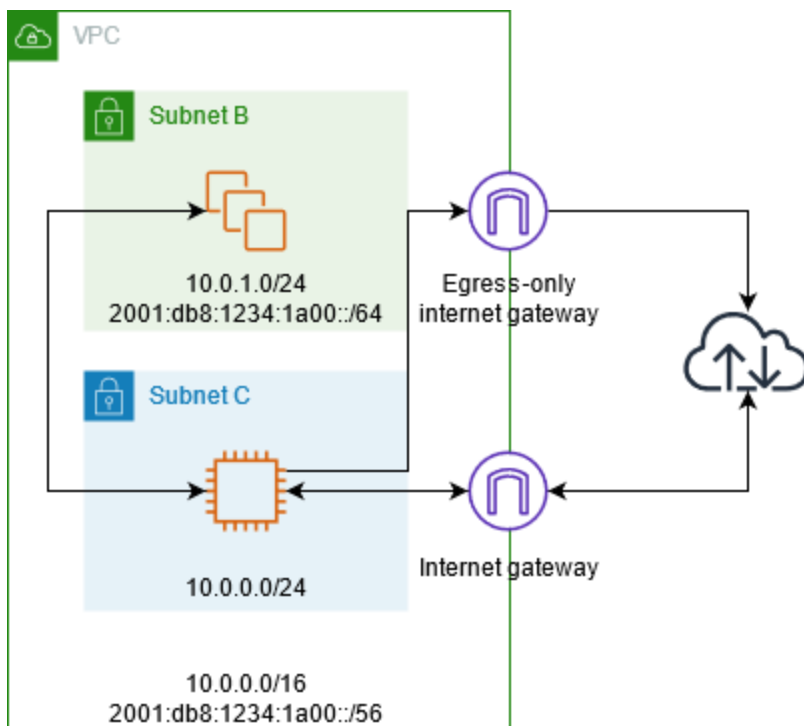 VPC
Subnet B
10.0.1.0/24
2001:db8:1234:1a00::/64
Egress-only
internet gateway
Subnet C
10.0.0.0/24
Internet gateway
10.0.0.0/16
2001:db8:1234:1a00::/56